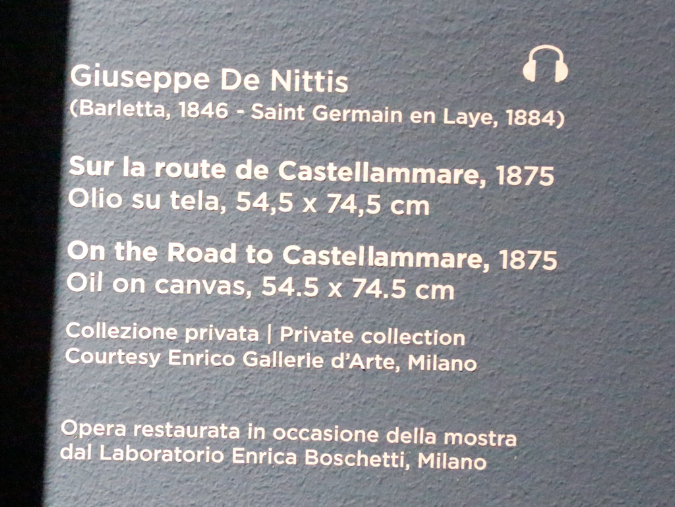 Giuseppe De Nittis
(Barletta, 1846 - Saint Germain en Laye, 1884)
Sur la route de Castellammare, 1875
Olio su tela, 54,5 x 74,5 cm
On the Road to Castellammare, 1875
Oil on canvas, 54.5 x 74.5 cm
Collezione privata | Private collection
Courtesy Enrico Gallerie d'Arte, Milano
Opera restaurata in occasione della mostra
dal Laboratorio Enrica Boschetti, Milano